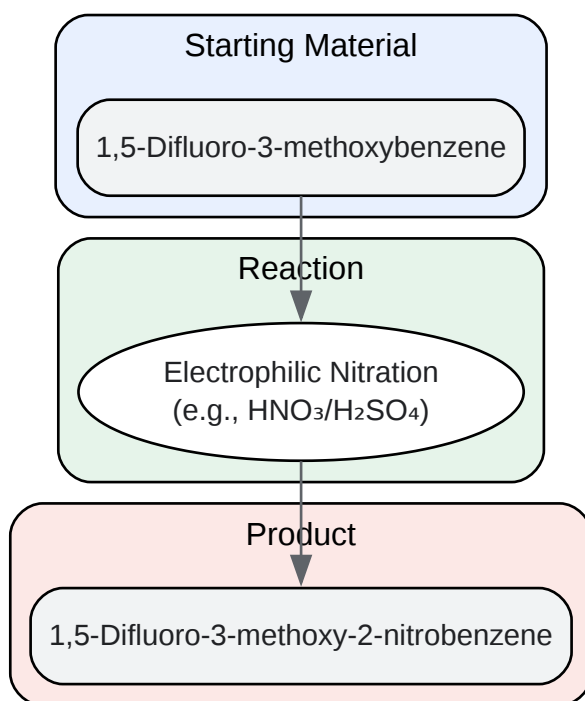 Starting Material
1,5-Difluoro-3-methoxybenzene
Reaction
Electrophilic Nitration
(e.g., HNO₃/H₂SO₄)
Product
1,5-Difluoro-3-methoxy-2-nitrobenzene